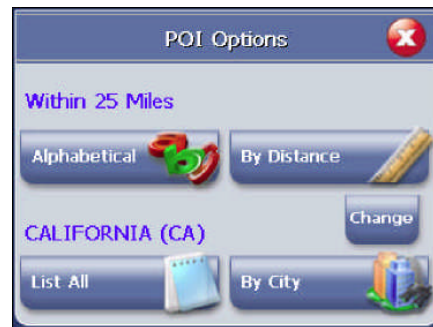 POI Options
Within 25 Miles
Alphabetical
By Distance
Change
CALIFORNIA (CA)
List All
By City